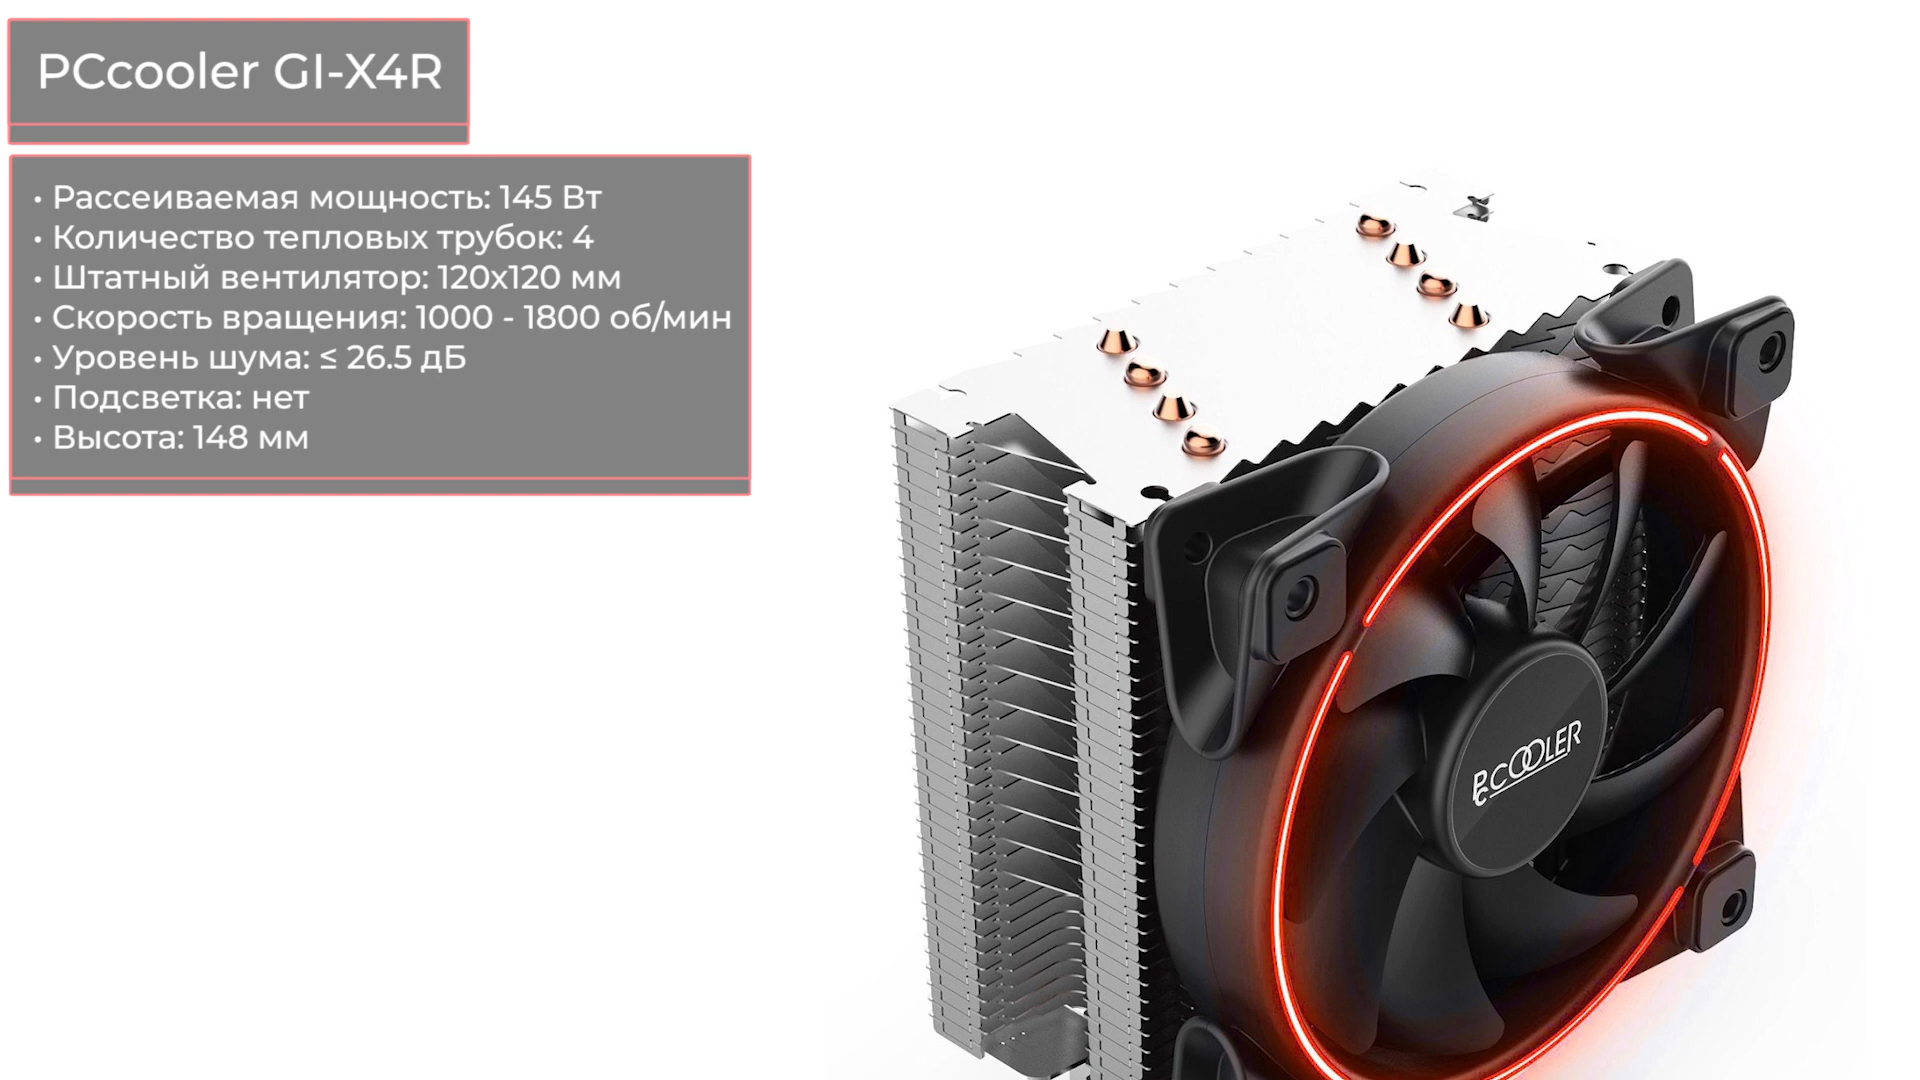 PCcooler GI-X4R
• Рассеиваемая мощность: 145 Вт
• Количество тепловых трубок: 4
• Штатный вентилятор: 120x120 мм
• Скорость вращения: 1000 - 1800 об/мин
• Уровень шума: ≤ 26.5 дБ
• Подсветка: нет
• Высота: 148 мм
PCCOOLER